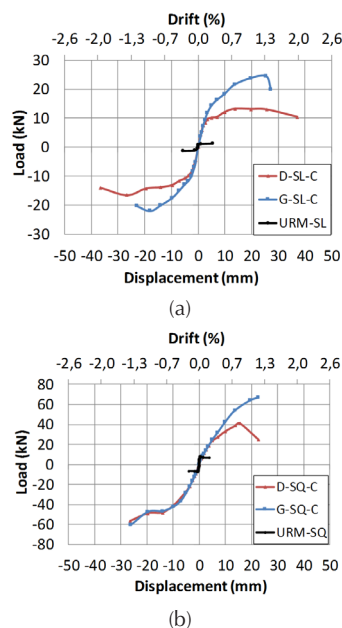 Drift (%)
-2,6 -2,0 -1,3 -0,7 0,0 0,7 1,3 2,0 2,6
30
20
10
0
-10
-20
-30
Load (kN)
D-SL-C
G-SL-C
URM-SL
-50 -40 -30 -20 -10 0 10 20 30 40 50
Displacement (mm)
(a)
Drift (%)
-2,6 -2,0 -1,3 -0,7 0,0 0,7 1,3 2,0 2,6
80
60
40
20
0
-20
-40
-60
-80
Load (kN)
D-SQ-C
G-SQ-C
URM-SQ
-50 -40 -30 -20 -10 0 10 20 30 40 50
Displacement (mm)
(b)